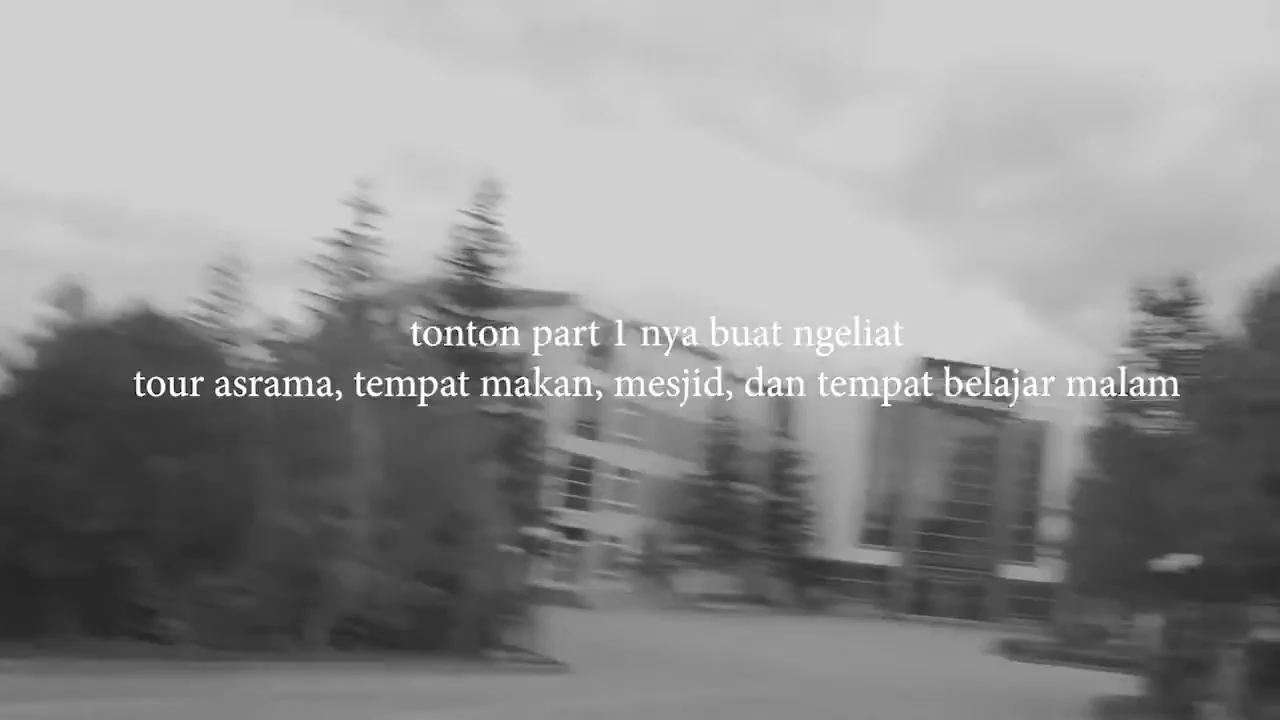 tonton part 1 nya buat ngeliat
tour asrama, tempat makan, mesjid, dan tempat belajar malam